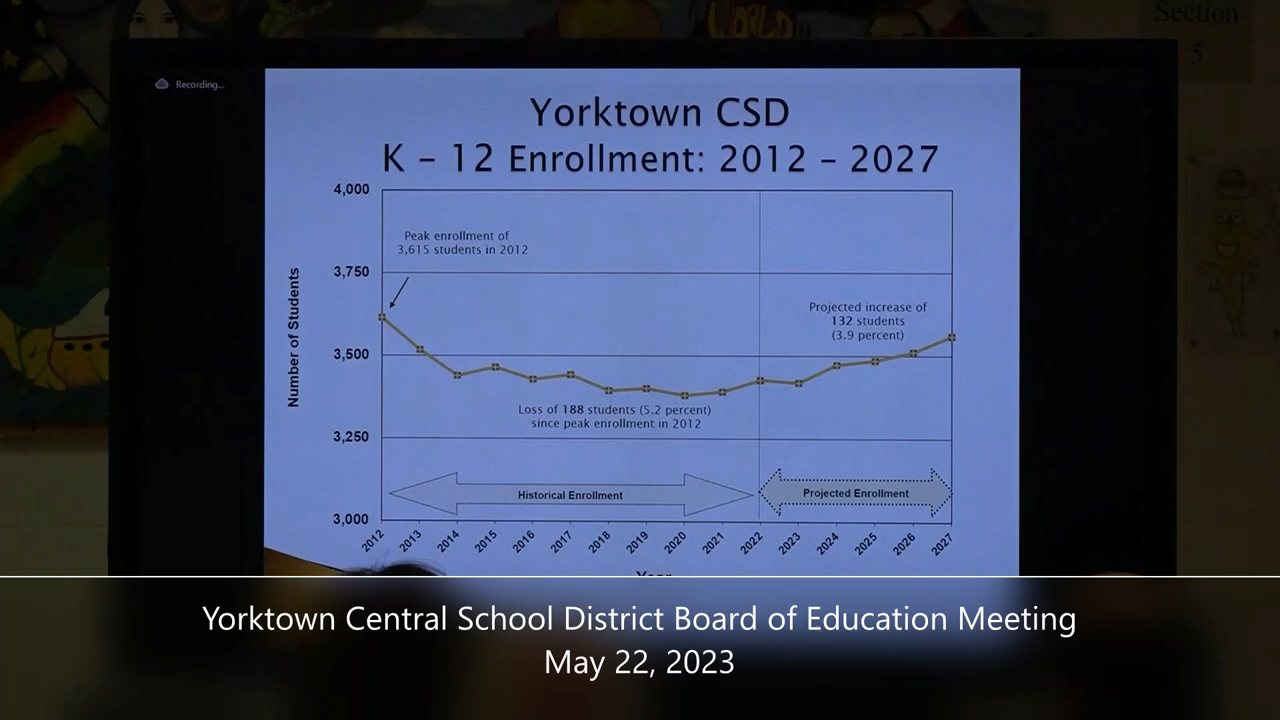 WORLD
Section
5
Recording...
Yorktown CSD
K – 12 Enrollment: 2012 – 2027
4,000
3,750
3,500
3,250
3,000
Number of Students
Peak enrollment of
3,615 students in 2012
Projected increase of
132 students
(3.9 percent)
Loss of 188 students (5.2 percent)
since peak enrollment in 2012
Historical Enrollment
Projected Enrollment
2012
2013
2014
2015
2016
2017
2018
2019
2020
2021
2022
2023
2024
2025
2026
2027
Year
Yorktown Central School District Board of Education Meeting
May 22, 2023